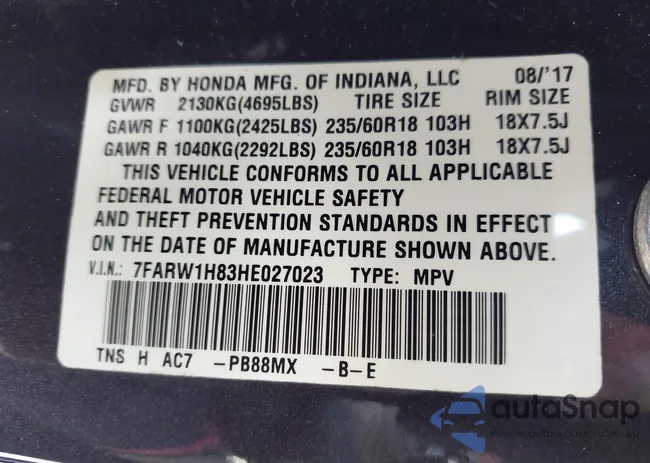 MFD. BY HONDA MFG. OF INDIANA, LLC 08/'17
GVWR 2130KG(4695LBS) TIRE SIZE RIM SIZE
GAWR F 1100KG(2425LBS) 235/60R18 103H 18X7.5J
GAWR R 1040KG(2292LBS) 235/60R18 103H 18X7.5J
THIS VEHICLE CONFORMS TO ALL APPLICABLE
FEDERAL MOTOR VEHICLE SAFETY
AND THEFT PREVENTION STANDARDS IN EFFECT
ON THE DATE OF MANUFACTURE SHOWN ABOVE.
V.I.N.: 7FARW1H83HE027023 TYPE: MPV
TNS H AC7 -PB88MX -B-E
autoSnap